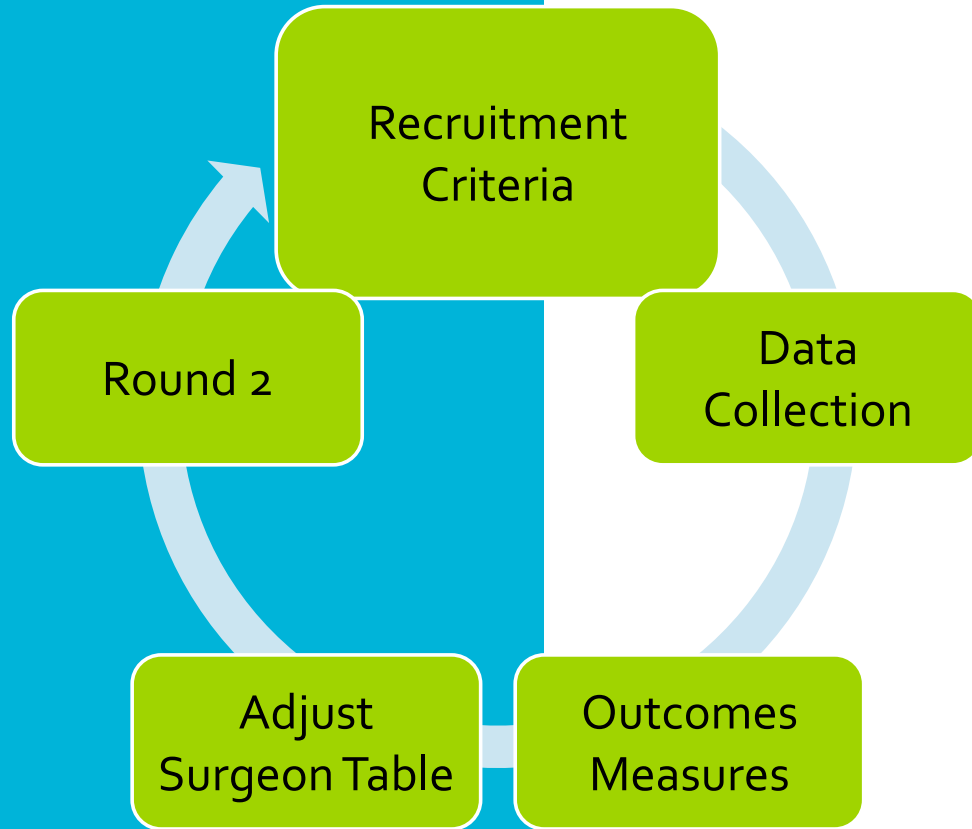 Recruitment
Criteria
Data
Collection
Outcomes
Measures
Adjust
Surgeon Table
Round 2